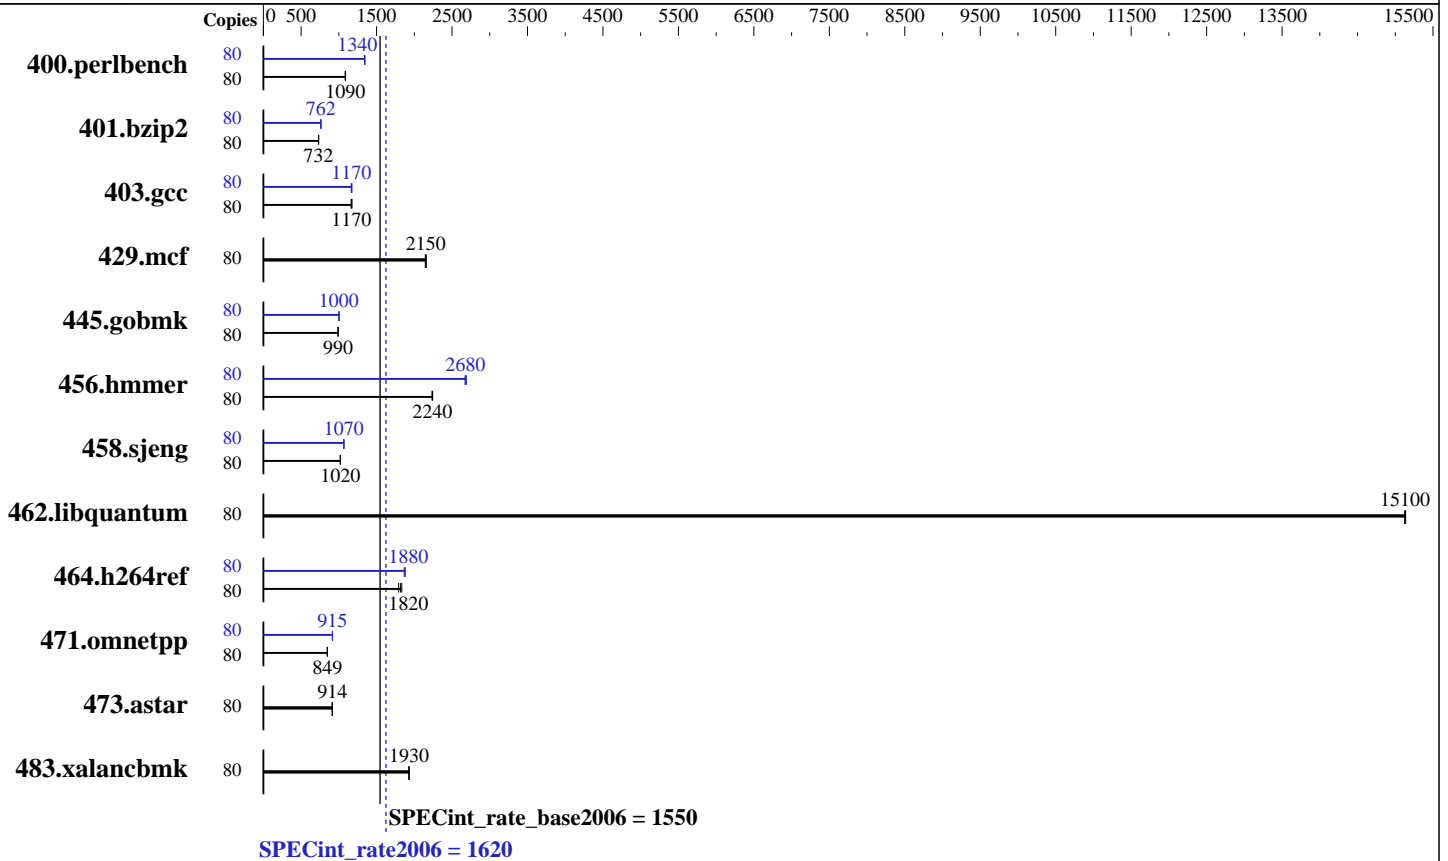 Copies 0 500 1500 2500 3500 4500 5500 6500 7500 8500 9500 10500 11500 12500 13500 15500
400.perlbench 80 1340
80 1090
401.bzip2 80 762
80 732
403.gcc 80 1170
80 1170
429.mcf 80 2150
445.gobmk 80 1000
80 990
456.hmmer 80 2680
80 2240
458.sjeng 80 1070
80 1020
462.libquantum 80 15100
464.h264ref 80 1880
80 1820
471.omnetpp 80 915
80 849
473.astar 80 914
483.xalancbmk 80 1930
SPECint_rate_base2006 = 1550
SPECint_rate2006 = 1620